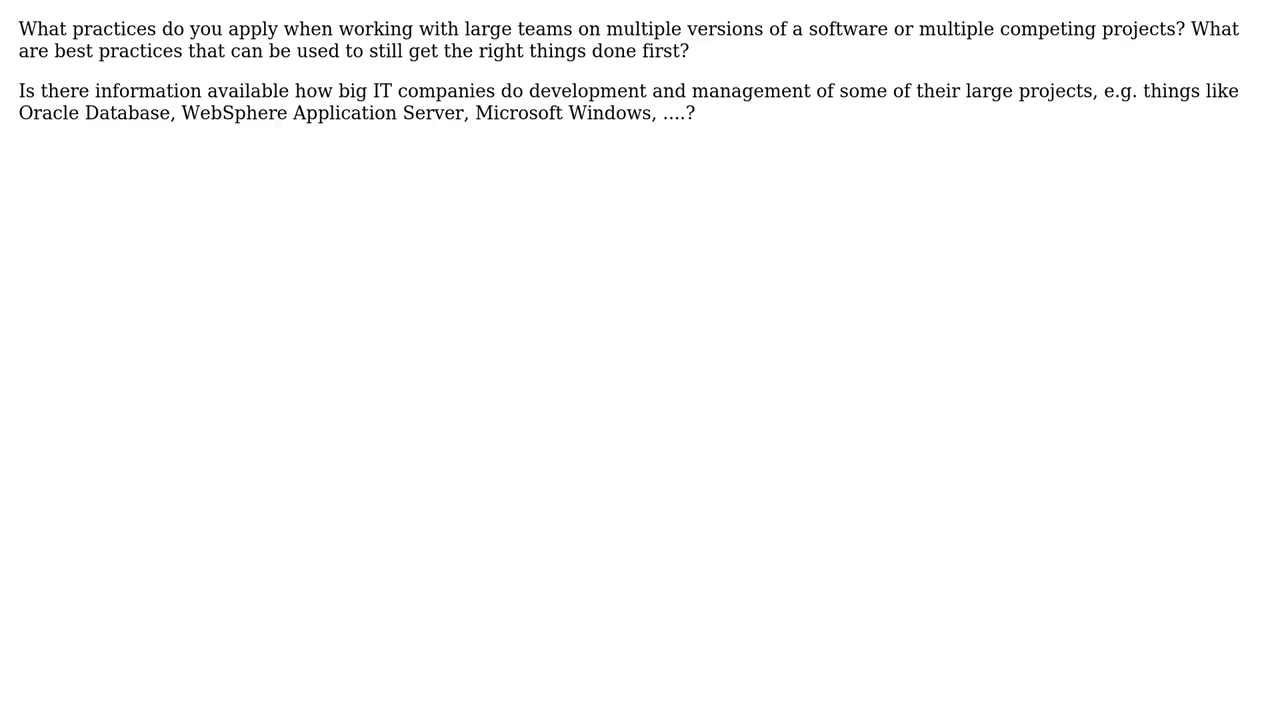 What practices do you apply when working with large teams on multiple versions of a software or multiple competing projects? What
are best practices that can be used to still get the right things done first?
Is there information available how big IT companies do development and management of some of their large projects, e.g. things like
Oracle Database, WebSphere Application Server, Microsoft Windows, ....?